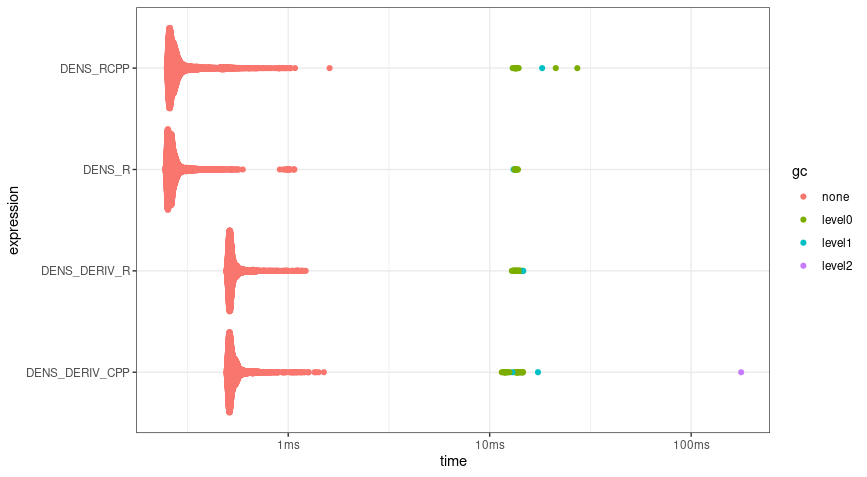 expression
DENS_RCPP
DENS_R
DENS_DERIV_R
DENS_DERIV_CPP
1ms
10ms
100ms
time
gc
none
level0
level1
level2